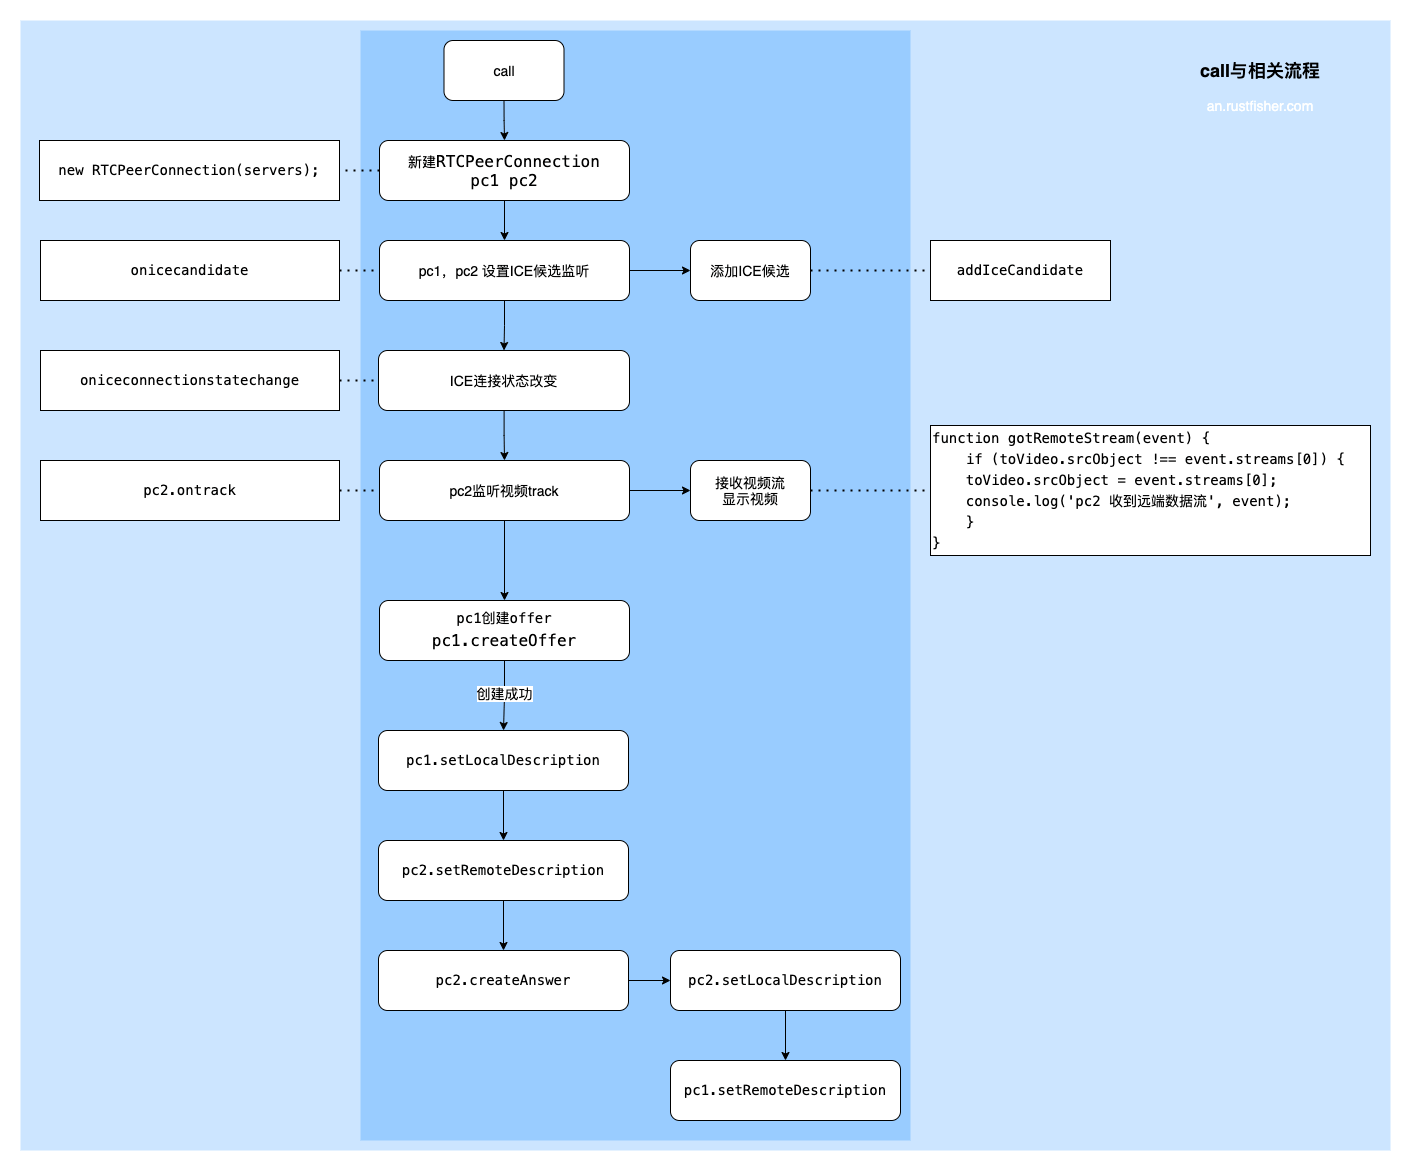 call
call与相关流程
an.rustfisher.com
new RTCPeerConnection(servers);
新建RTCPeerConnection
pc1 pc2
onicecandidate
pc1，pc2 设置ICE候选监听
添加ICE候选
addIceCandidate
oniceconnectionstatechange
ICE连接状态改变
pc2.ontrack
pc2监听视频track
接收视频流
显示视频
function gotRemoteStream(event) {
    if (toVideo.srcObject !== event.streams[0]) {
    toVideo.srcObject = event.streams[0];
    console.log('pc2 收到远端数据流', event);
    }
}
pc1创建offer
pc1.createOffer
创建成功
pc1.setLocalDescription
pc2.setRemoteDescription
pc2.createAnswer
pc2.setLocalDescription
pc1.setRemoteDescription